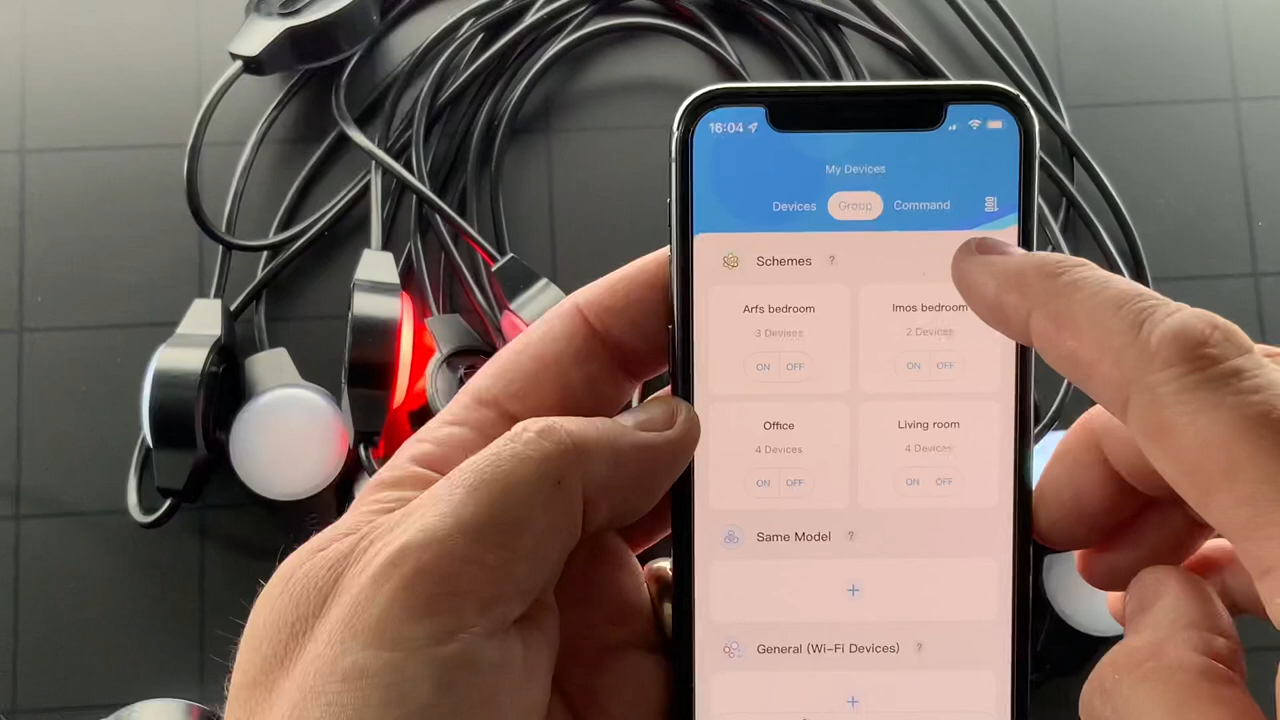 16:04
My Devices
Devices Group Command
Schemes ?
Arfs bedroom
3 Devises
ON OFF
Imos bedroom
2 Devices
ON OFF
Office
4 Devices
ON OFF
Living room
4 Devices
ON OFF
Same Model ?
+
General (Wi-Fi Devices) ?
+